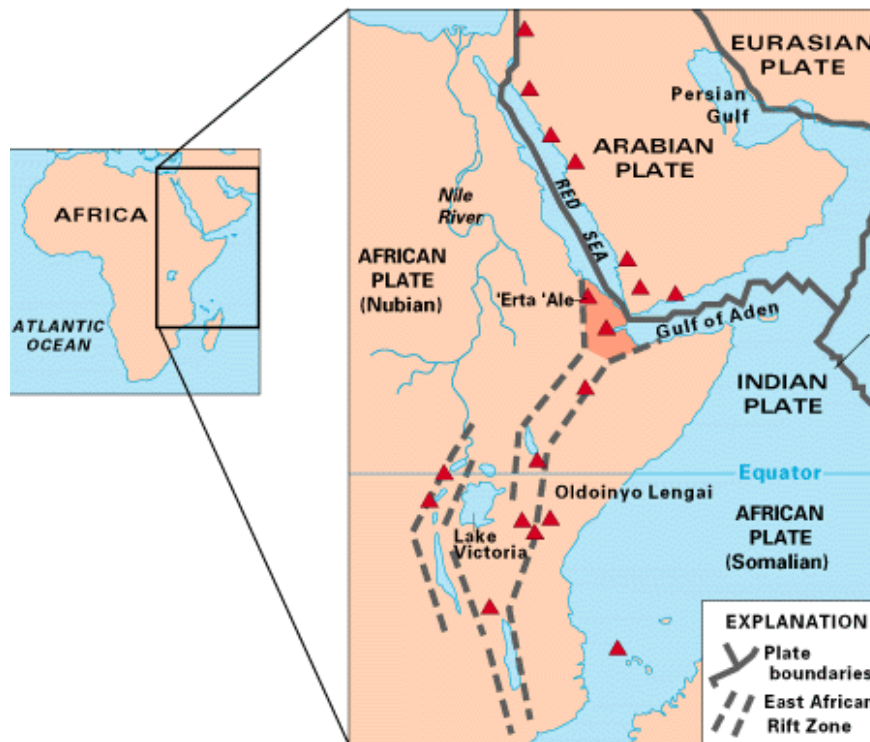 AFRICA
ATLANTIC
OCEAN
EURASIAN
PLATE
Persian
Gulf
ARABIAN
PLATE
RED
SEA
Nile
River
AFRICAN
PLATE
(Nubian)
'Erta 'Ale
Gulf of Aden
INDIAN
PLATE
Equator
Oldoinyo Lengai
Lake
Victoria
AFRICAN
PLATE
(Somalian)
EXPLANATION
Plate
boundaries
East African
Rift Zone